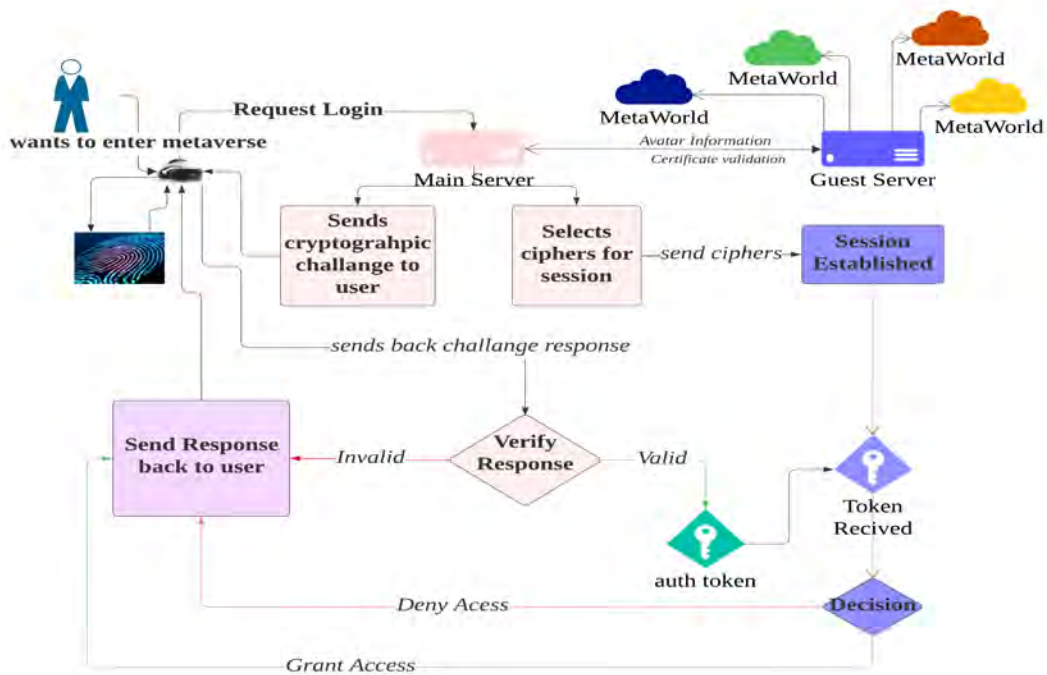 MetaWorld
MetaWorld
MetaWorld
MetaWorld
Request Login
wants to enter metaverse
Avatar Information
Certificate validation
Main Server
Guest Server
Sends
cryptograhpic
challange to
user
Selects
ciphers for
session
send ciphers
Session
Established
sends back challange response
Send Response
back to user
Invalid
Verify
Response
Valid
Token
Recived
auth token
Deny Acess
Decision
Grant Access